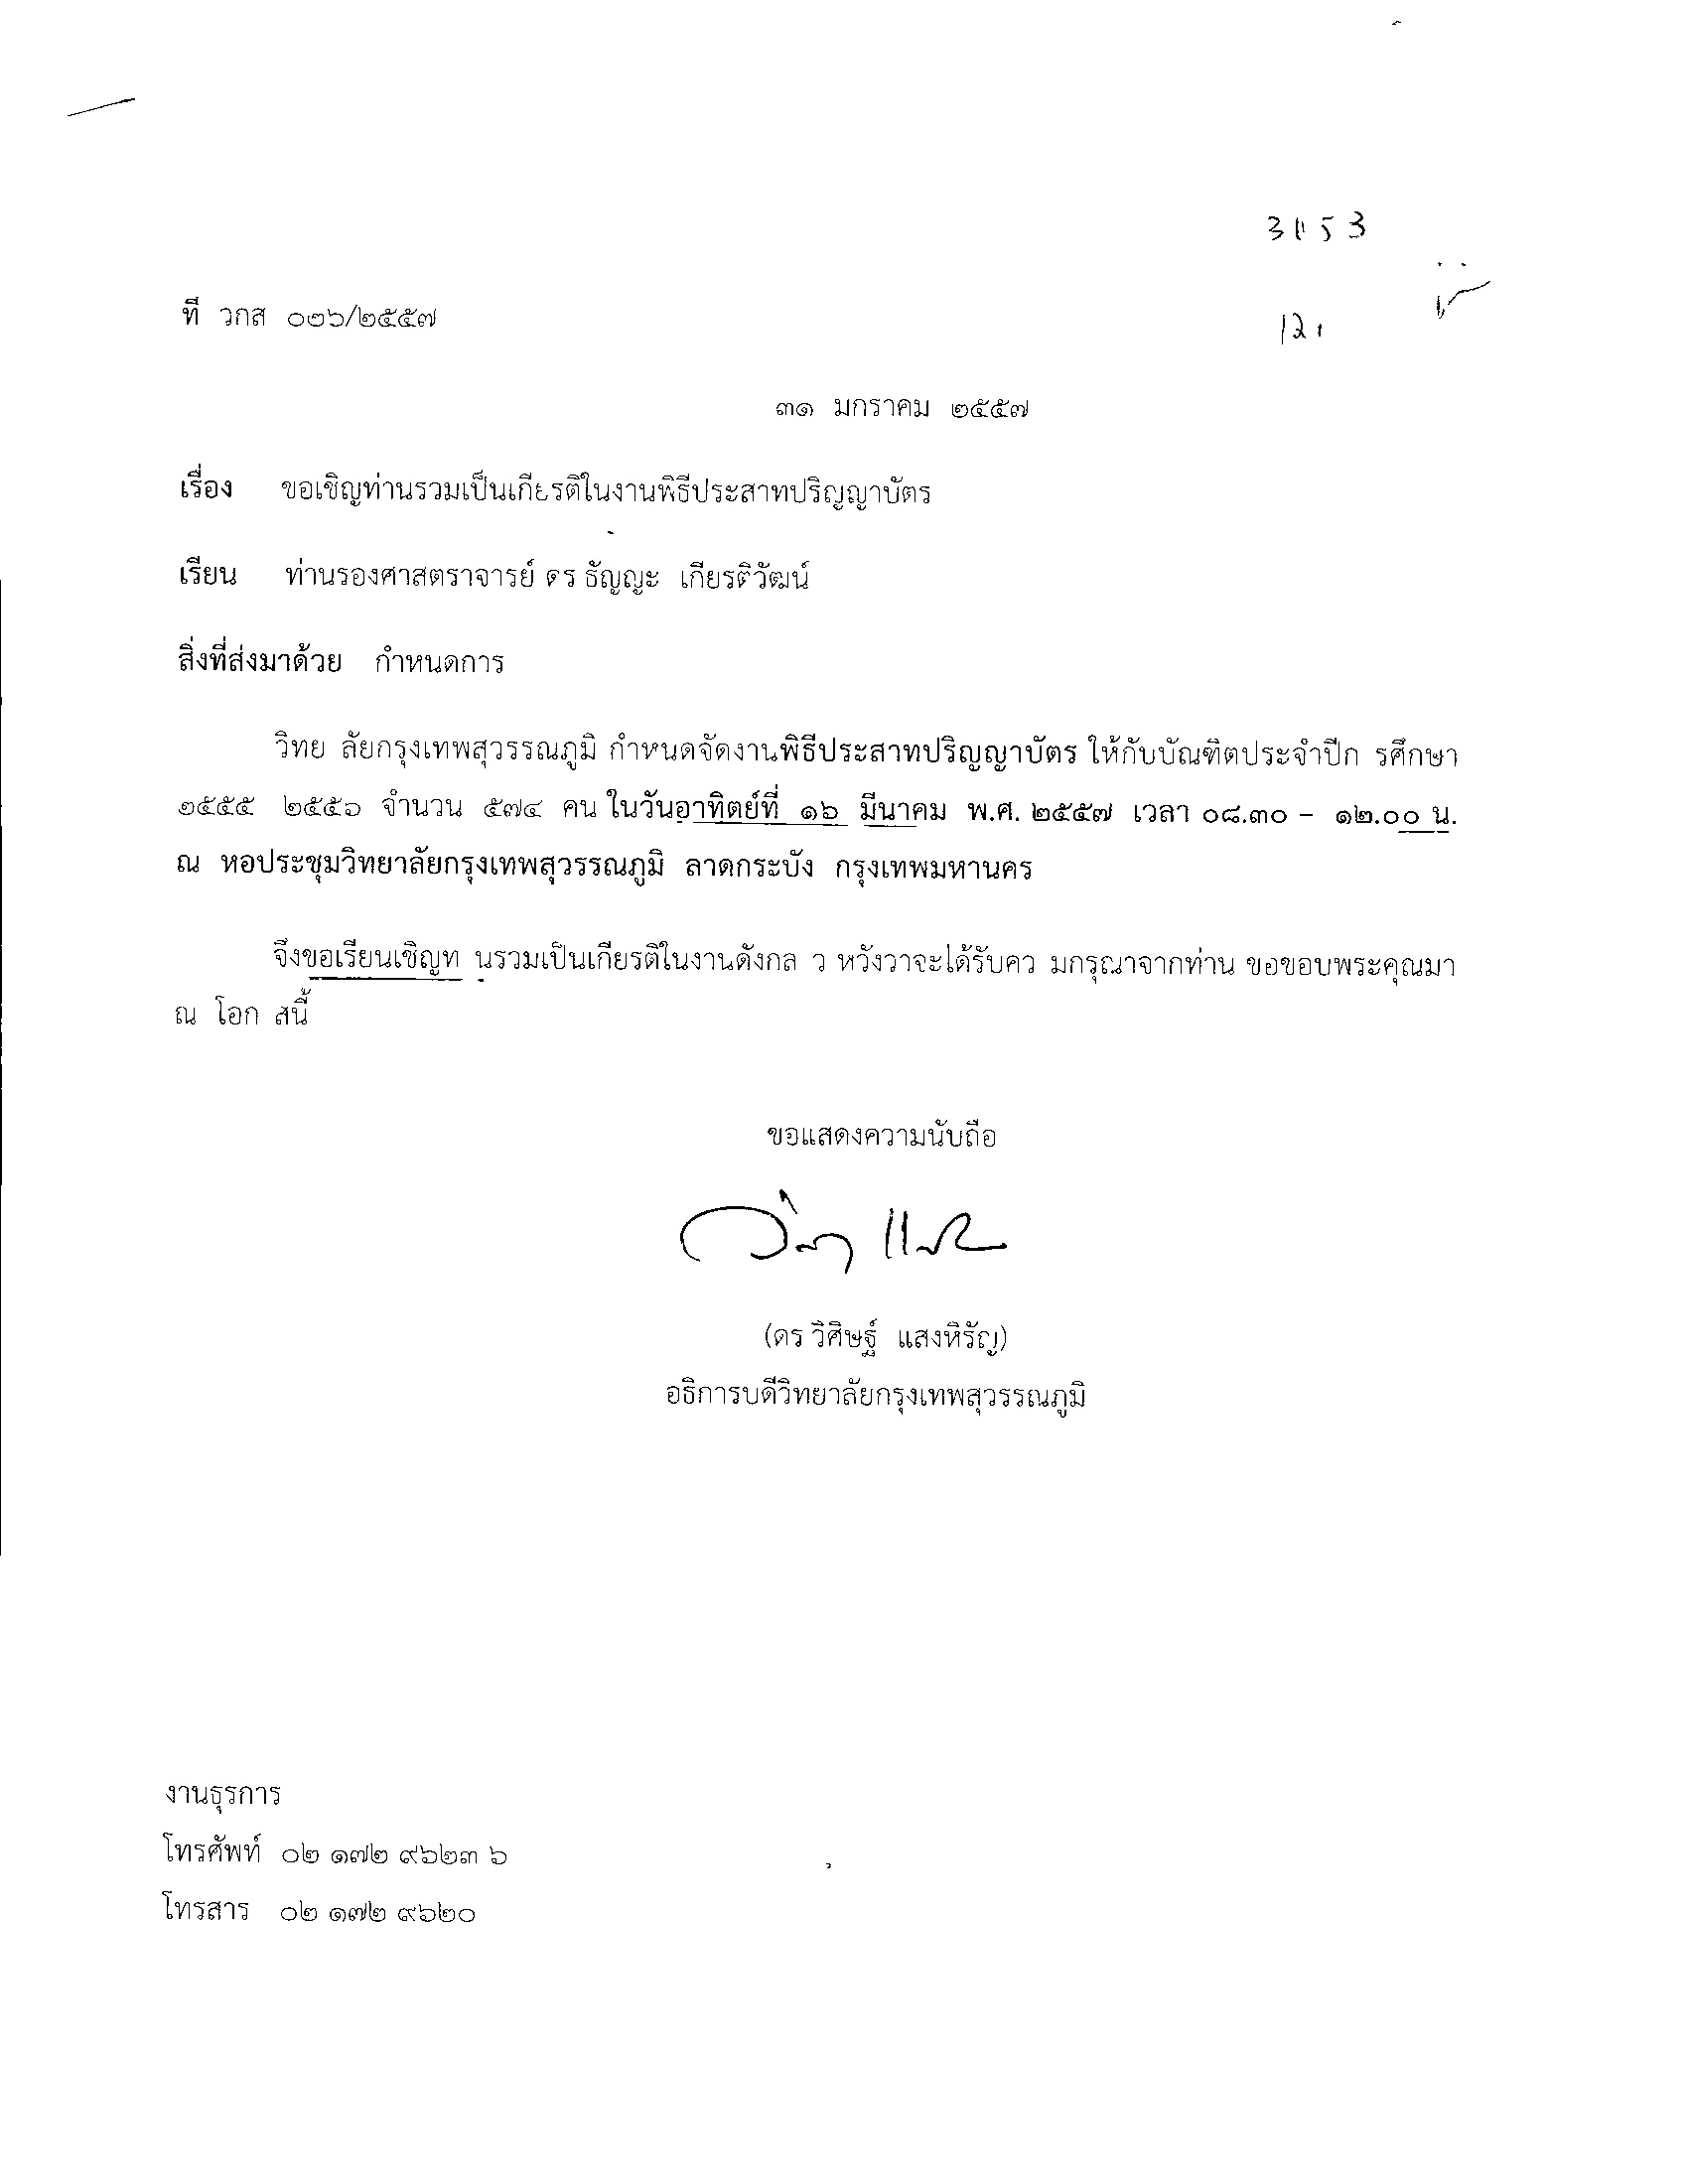 3153
ที่ วกส ๐๒๖/๒๕๕๗
๓๑ มกราคม ๒๕๕๗
เรื่อง ขอเชิญท่านรวมเป็นเกียรติในงานพิธีประสาทปริญญาบัตร
เรียน ท่านรองศาสตราจารย์ ดร ธัญญะ เกียรติวัฒน์
สิ่งที่ส่งมาด้วย กำหนดการ
วิทย ลัยกรุงเทพสุวรรณภูมิ กำหนดจัดงานพิธีประสาทปริญญาบัตร ให้กับบัณฑิตประจำปีก รศึกษา
๒๕๕๕ ๒๕๕๖ จำนวน ๕๗๔ คน ในวันอาทิตย์ที่ ๑๖ มีนาคม พ.ศ. ๒๕๕๗ เวลา ๐๘.๓๐ – ๑๒.๐๐ น.
ณ หอประชุมวิทยาลัยกรุงเทพสุวรรณภูมิ ลาดกระบัง กรุงเทพมหานคร
จึงขอเรียนเชิญท นรวมเป็นเกียรติในงานดังกล ว หวังวาจะได้รับคว มกรุณาจากท่าน ขอขอบพระคุณมา
ณ โอก สนี้
ขอแสดงความนับถือ
(ดร วิศิษฐ์ แสงหิรัญ)
อธิการบดีวิทยาลัยกรุงเทพสุวรรณภูมิ
งานธุรการ
โทรศัพท์ ๐๒ ๑๗๒ ๙๖๒๓ ๖
โทรสาร ๐๒ ๑๗๒ ๙๖๒๐